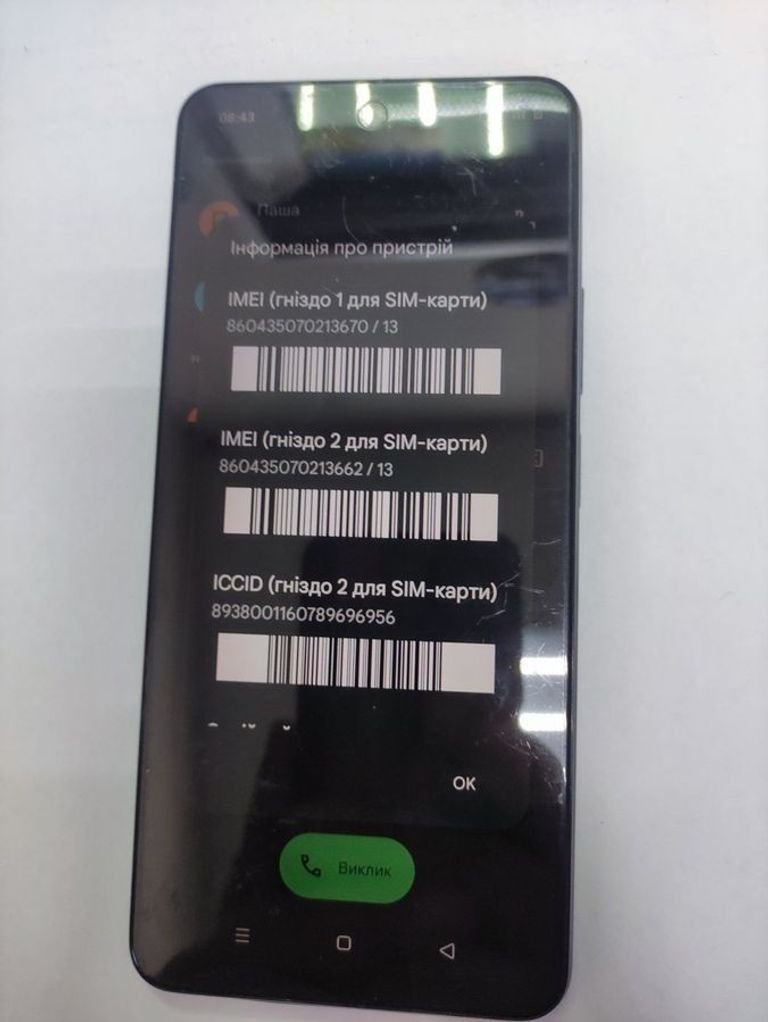 08:43
Паша
Інформація про пристрій
IMEI (гніздо 1 для SIM-карти)
860435070213670 / 13
IMEI (гніздо 2 для SIM-карти)
860435070213662 / 13
ICCID (гніздо 2 для SIM-карти)
8938001160789696956
OK
Виклик